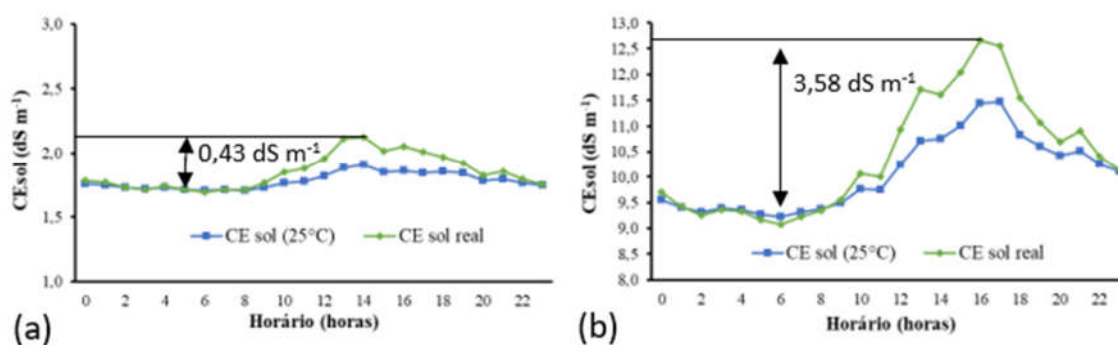 3,0
2,5
2,0
1,5
1,0
CEsol (dS m⁻¹)
0,43 dS m⁻¹
CE sol (25°C) CE sol real
0 2 4 6 8 10 12 14 16 18 20 22
Horário (horas)
(a)
13,0
12,5
12,0
11,5
11,0
10,5
10,0
9,5
9,0
8,5
8,0
CEsol (dS m⁻¹)
3,58 dS m⁻¹
CE sol (25°C) CE sol real
0 2 4 6 8 10 12 14 16 18 20 22
Horário (horas)
(b)